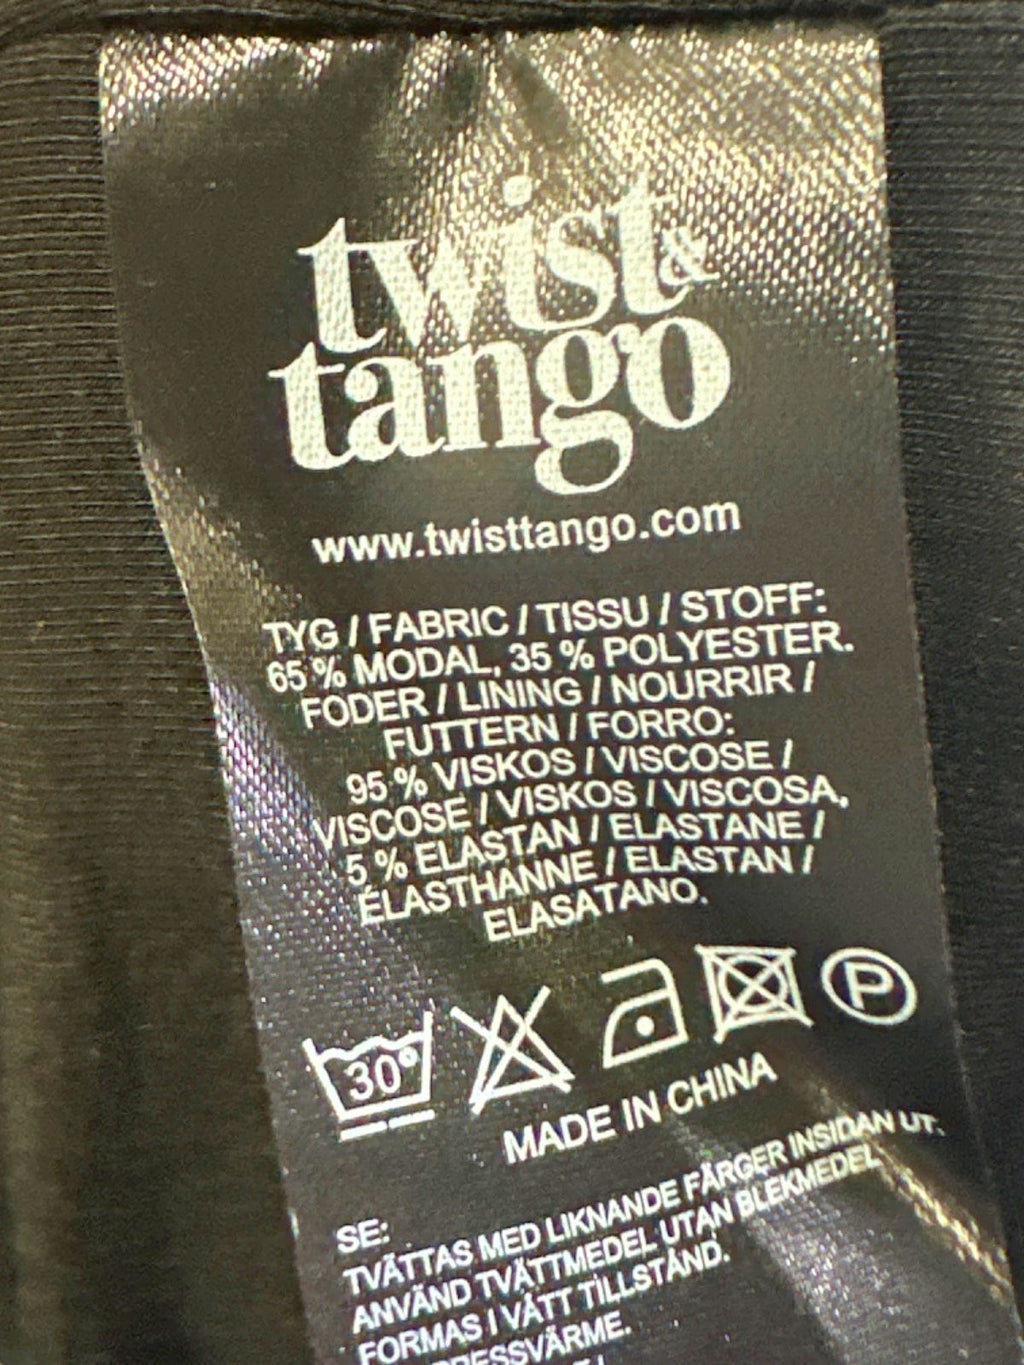 twist &
tango
www.twisttango.com
TYG / FABRIC / TISSU / STOFF:
65 % MODAL, 35 % POLYESTER.
FODER / LINING / NOURRIR /
FUTTERN / FORRO:
95 % VISKOS / VISCOSE /
VISCOSE / VISKOS / VISCOSA,
5 % ELASTAN / ELASTANE /
ÉLASTHANNE / ELASTAN /
ELASATANO.
30° P
MADE IN CHINA
SE:
TVÄTTAS MED LIKNANDE FÄRGER INSIDAN UT.
ANVÄND TVÄTTMEDEL UTAN BLEKMEDEL
FORMAS I VÅTT TILLSTÅND.